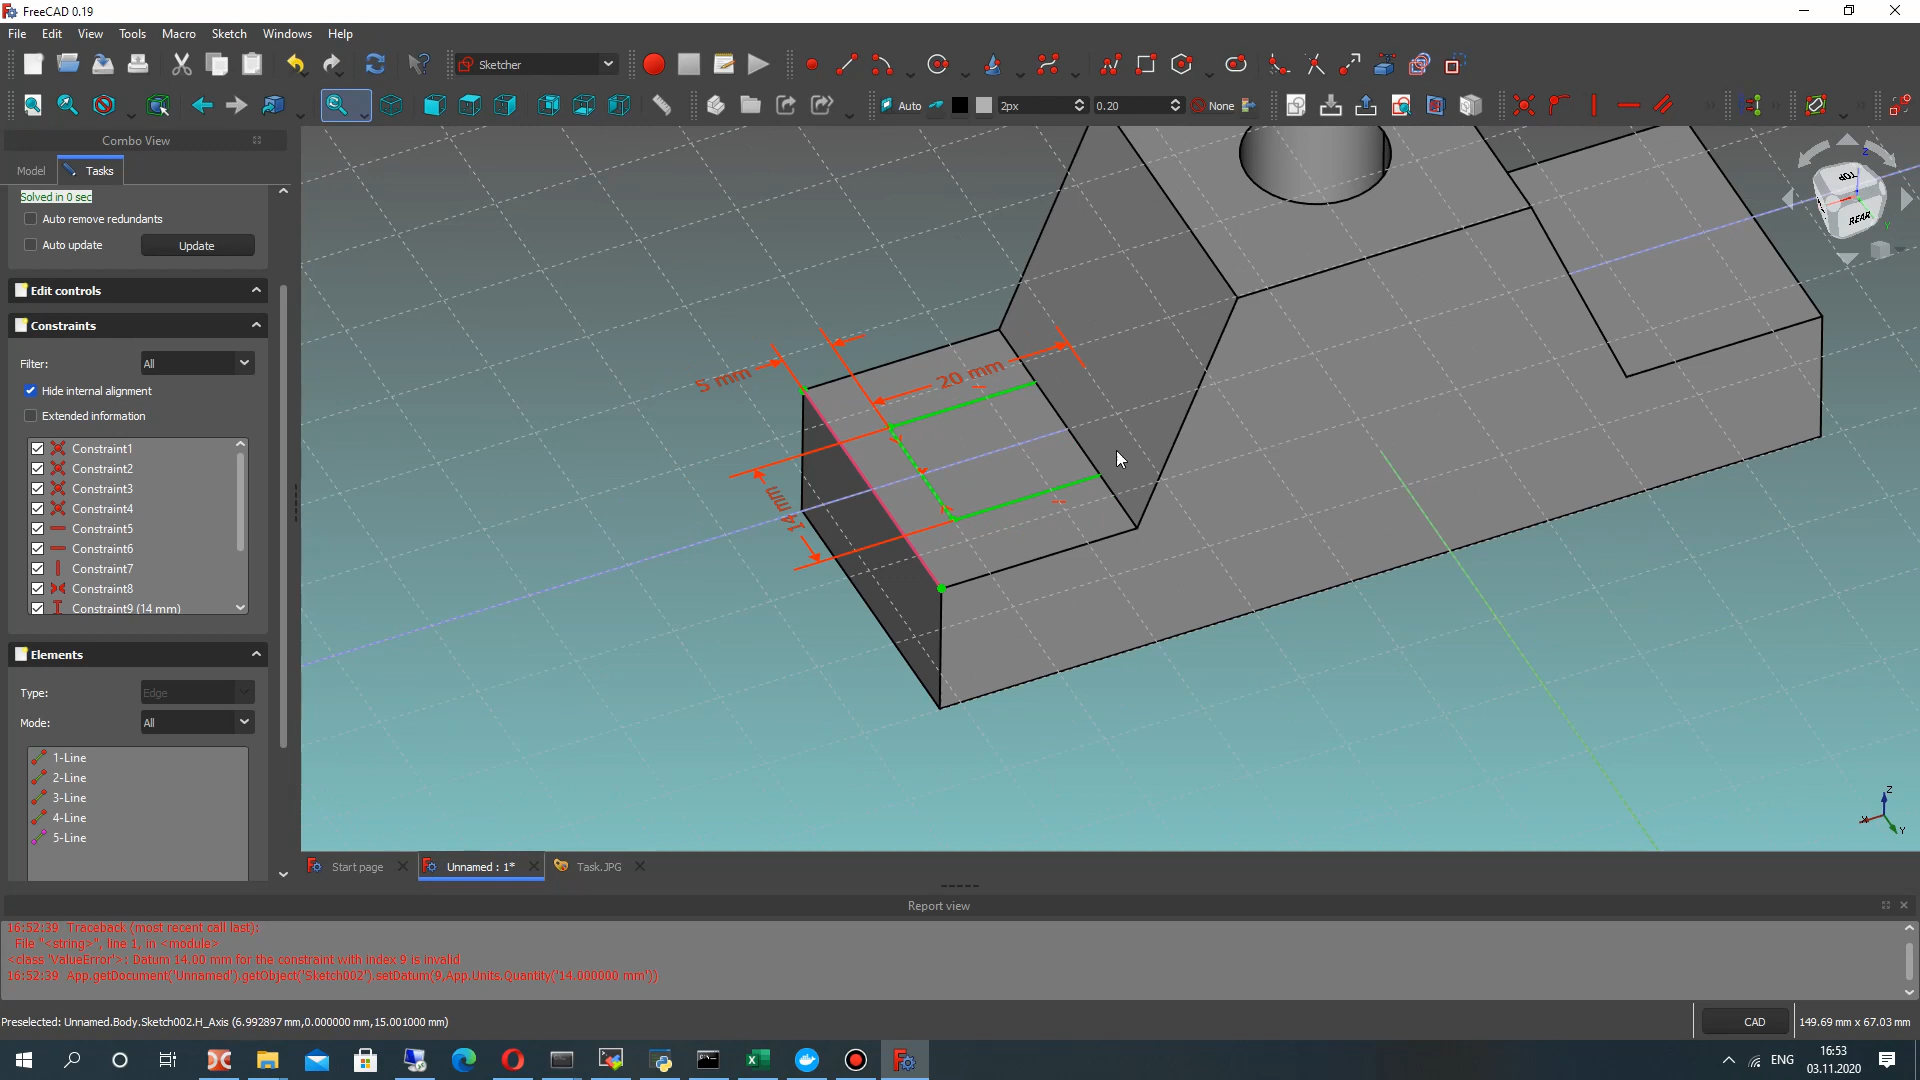 FreeCAD 0.19
File Edit View Tools Macro Sketch Windows Help
Sketcher
Auto 2px 0.20 None
Combo View
Model Tasks
Solved in 0 sec
Auto remove redundants
Auto update Update
Edit controls
Constraints
Filter: All
Hide internal alignment
Extended information
Constraint1
Constraint2
Constraint3
Constraint4
Constraint5
Constraint6
Constraint7
Constraint8
Constraint9 (14 mm)
Elements
Type: Edge
Mode: All
1-Line
2-Line
3-Line
4-Line
5-Line
5 mm
20 mm
14 mm
TOP
REAR
Z
Z
X
Y
Start page Unnamed : 1* Task.JPG
Report view
16:52:39 Traceback (most recent call last):
File "<string>", line 1, in <module>
<class 'ValueError'>: Datum 14.00 mm for the constraint with index 9 is invalid
16:52:39 App.getDocument('Unnamed').getObject('Sketch002').setDatum(9,App.Units.Quantity('14.000000 mm'))
Preselected: Unnamed.Body.Sketch002.H_Axis (6.992897 mm,0.000000 mm,15.001000 mm)
CAD 149.69 mm x 67.03 mm
ENG
16:53
03.11.2020